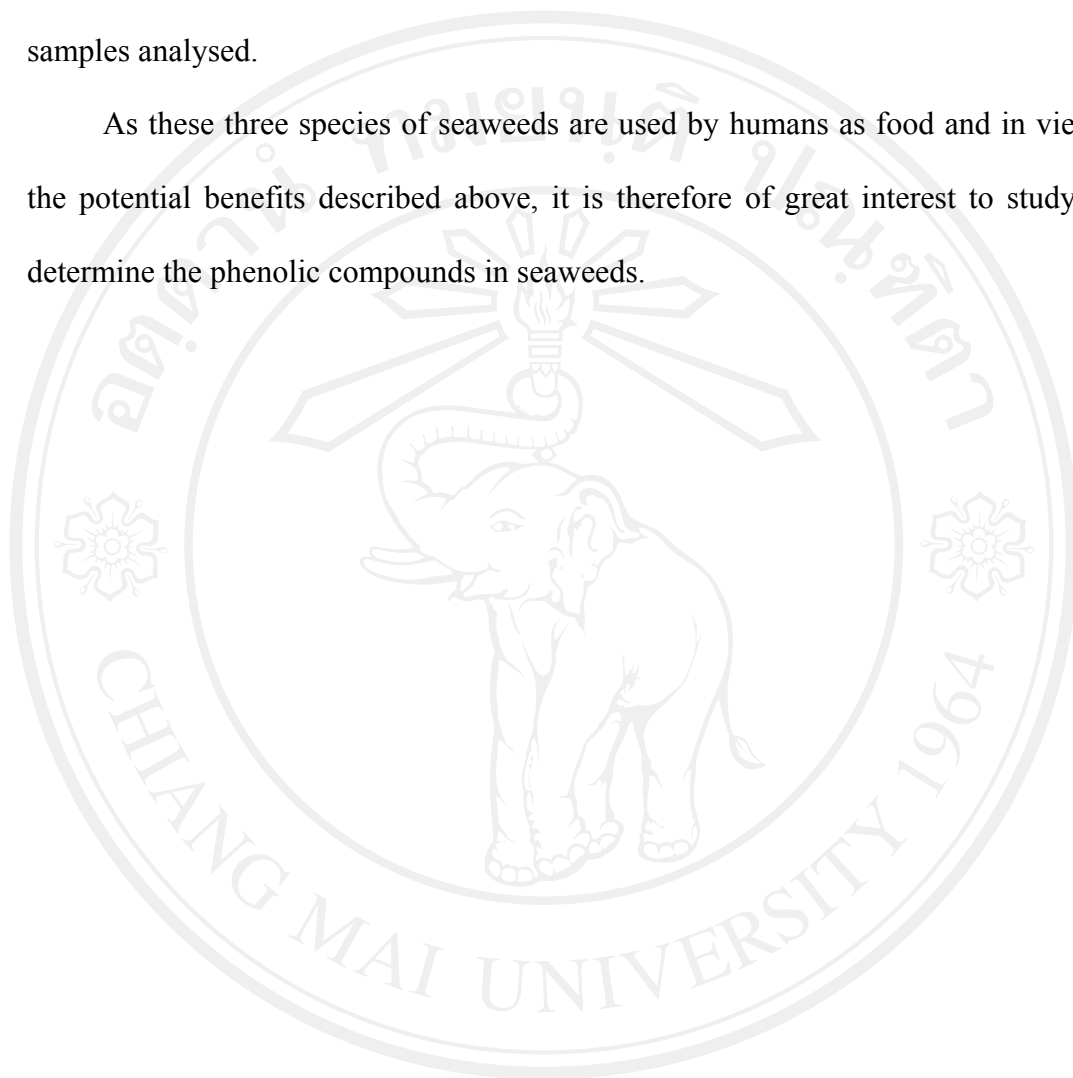 samples analysed.
As these three species of seaweeds are used by humans as food and in vie
the potential benefits described above, it is therefore of great interest to study
determine the phenolic compounds in seaweeds.
CHIANG MAI UNIVERSITY 1964